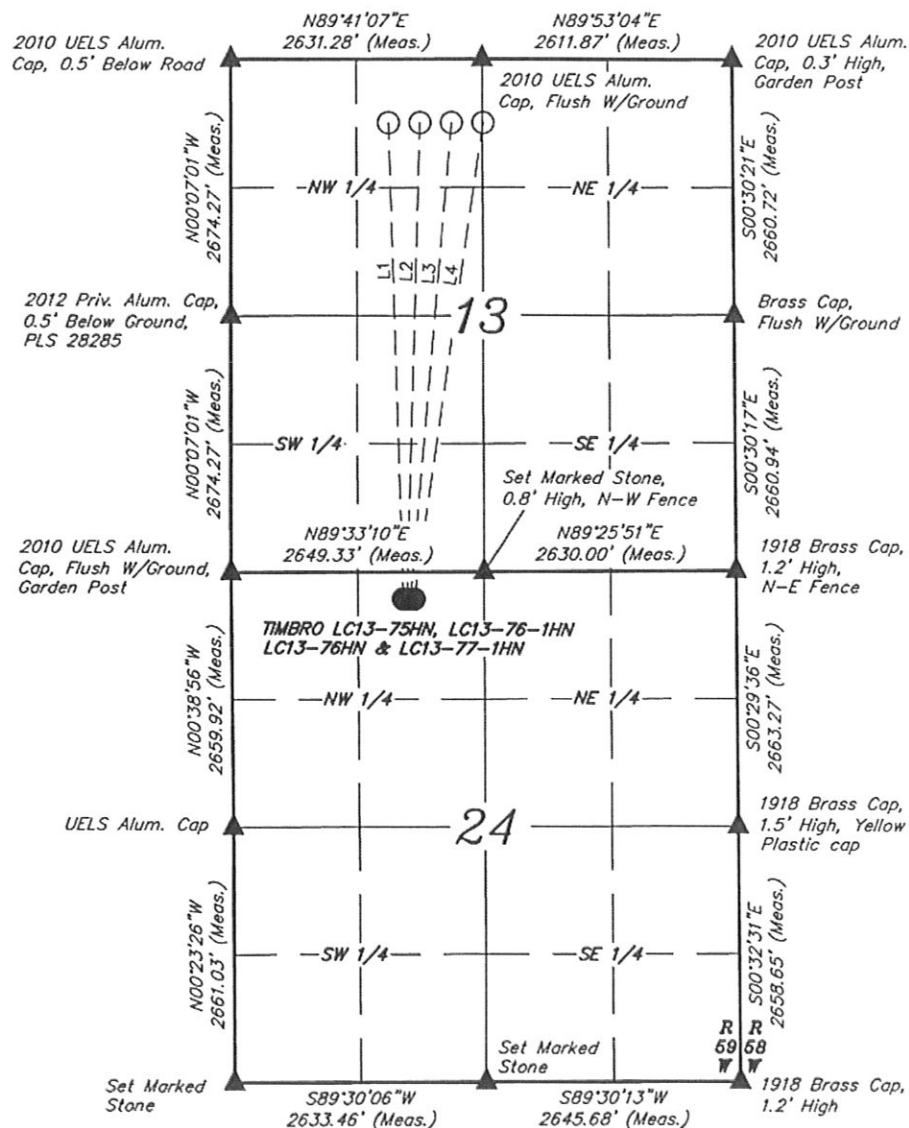 N89°41'07"E
2631.28' (Meas.)
N89°53'04"E
2611.87' (Meas.)
2010 UELS Alum.
Cap, 0.5' Below Road
2010 UELS Alum.
Cap, Flush W/Ground
2010 UELS Alum.
Cap, 0.3' High,
Garden Post
N00°07'01"W
2674.27' (Meas.)
NW 1/4
NE 1/4
S00°30'21"E
2660.72' (Meas.)
L1
L2
L3
L4
2012 Priv. Alum. Cap,
0.5' Below Ground,
PLS 28285
13
Brass Cap,
Flush W/Ground
N00°07'01"W
2674.27' (Meas.)
SW 1/4
SE 1/4
S00°30'17"E
2660.94' (Meas.)
Set Marked Stone,
0.8' High, N-W Fence
2010 UELS Alum.
Cap, Flush W/Ground,
Garden Post
N89°33'10"E
2649.33' (Meas.)
N89°25'51"E
2630.00' (Meas.)
1918 Brass Cap,
1.2' High,
N-E Fence
TIMBRO LC13-75HN, LC13-76-1HN
LC13-76HN & LC13-77-1HN
N00°38'56"W
2659.92' (Meas.)
NW 1/4
NE 1/4
S00°29'36"E
2663.27' (Meas.)
UELS Alum. Cap
24
1918 Brass Cap,
1.5' High, Yellow
Plastic cap
N00°23'26"W
2661.03' (Meas.)
SW 1/4
SE 1/4
S00°32'31"E
2658.65' (Meas.)
R R
59 58
W W
Set Marked
Stone
Set Marked
Stone
1918 Brass Cap,
1.2' High
S89°30'06"W
2633.46' (Meas.)
S89°30'13"W
2645.68' (Meas.)